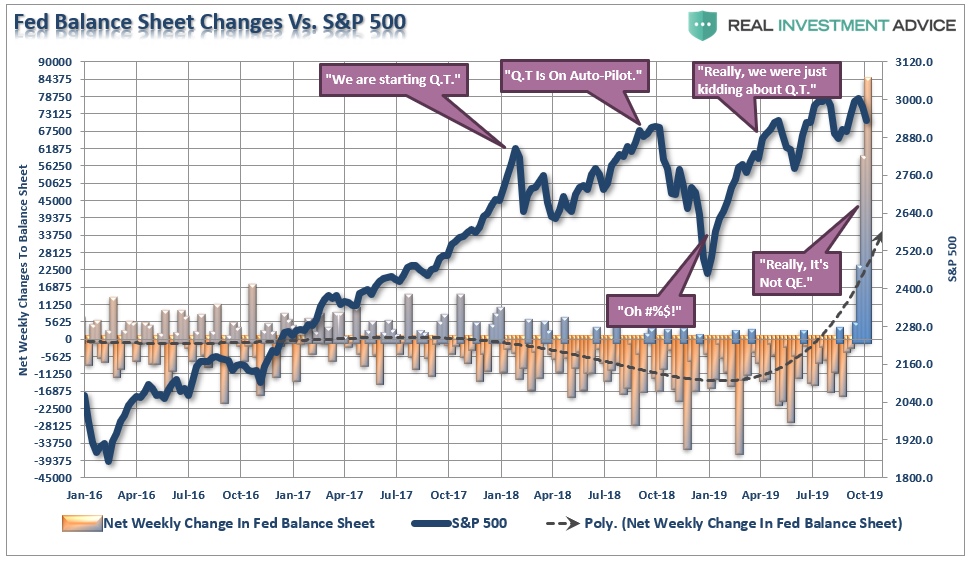 Fed Balance Sheet Changes Vs. S&P 500
REAL INVESTMENT ADVICE
Net Weekly Changes To Balance Sheet
90000
84375
78750
73125
67500
61875
56250
50625
45000
39375
33750
28125
22500
16875
11250
5625
0
-5625
-11250
-16875
-22500
-28125
-33750
-39375
-45000
"We are starting Q.T."
"Q.T Is On Auto-Pilot."
"Really, we were just
kidding about Q.T."
"Oh #%$!"
"Really, It's
Not QE."
3120.0
3000.0
2880.0
2760.0
2640.0
2520.0
2400.0
2280.0
2160.0
2040.0
1920.0
1800.0
S&P 500
Jan-16
Apr-16
Jul-16
Oct-16
Jan-17
Apr-17
Jul-17
Oct-17
Jan-18
Apr-18
Jul-18
Oct-18
Jan-19
Apr-19
Jul-19
Oct-19
Net Weekly Change In Fed Balance Sheet
S&P 500
Poly. (Net Weekly Change In Fed Balance Sheet)